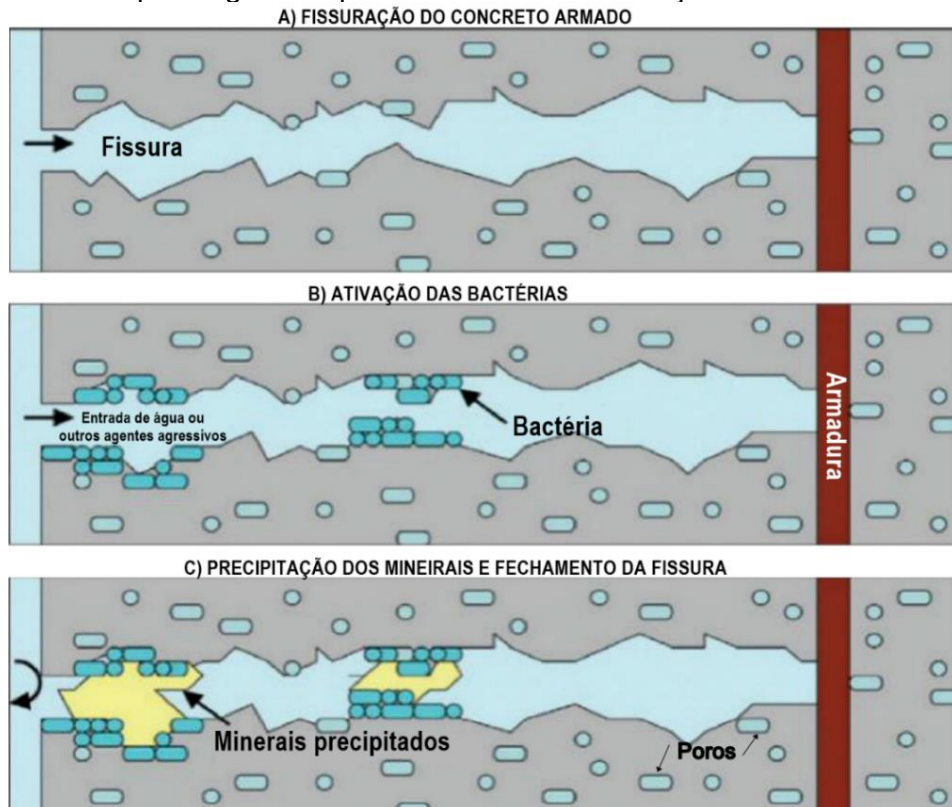 A) FISSURAÇÃO DO CONCRETO ARMADO
Fissura
B) ATIVAÇÃO DAS BACTÉRIAS
Entrada de água ou
outros agentes agressivos
Bactéria
Armadura
C) PRECIPITAÇÃO DOS MINEIRAIS E FECHAMENTO DA FISSURA
Minerais precipitados
Poros